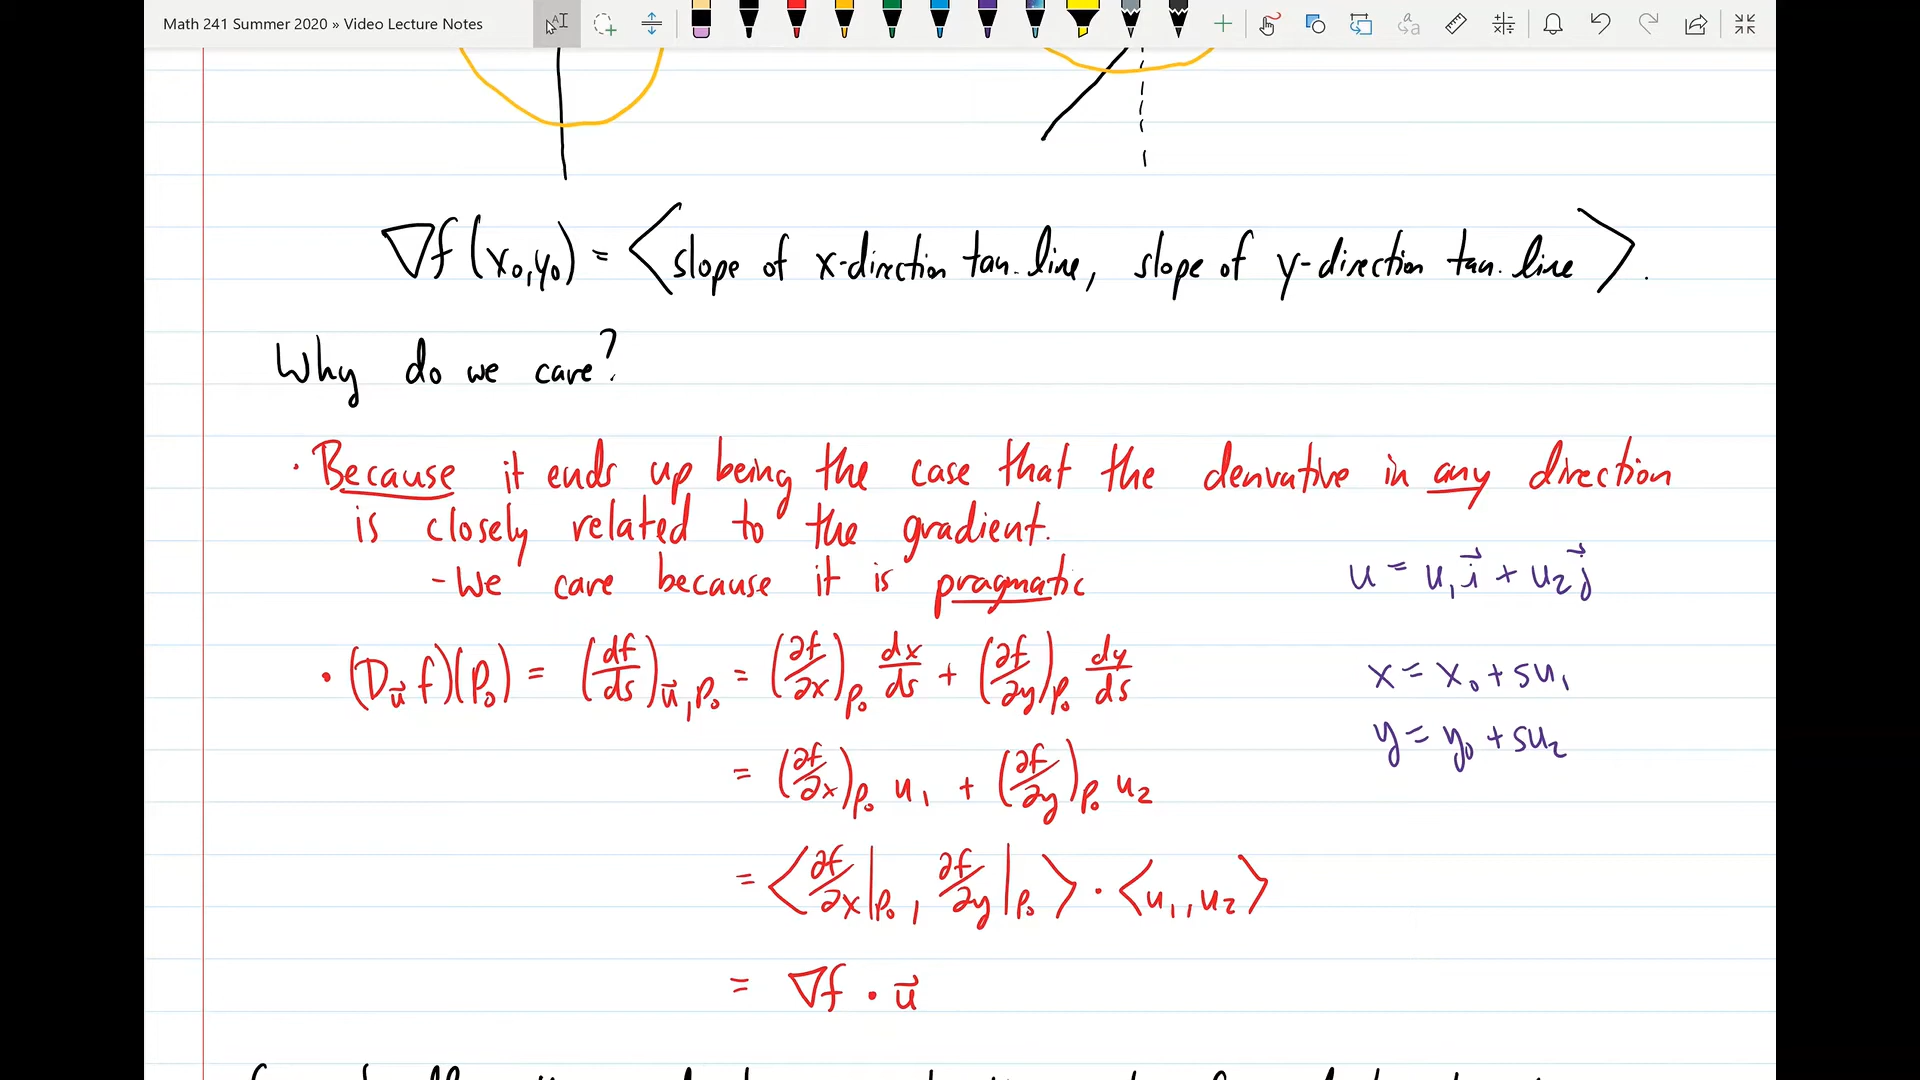 Math 241 Summer 2020 » Video Lecture Notes
∇f(x₀,y₀) = ⟨slope of x-direction tan. line, slope of y-direction tan. line⟩.
Why do we care?
· Because it ends up being the case that the derivative in any direction
is closely related to the gradient.
- We care because it is pragmatic
u = u₁i⃗ + u₂j⃗
· (D_u⃗ f)(P₀) = (df/ds)_u⃗,P₀ = (∂f/∂x)_P₀ dx/ds + (∂f/∂y)_P₀ dy/ds
x = x₀ + su₁
y = y₀ + su₂
= (∂f/∂x)_P₀ u₁ + (∂f/∂y)_P₀ u₂
= ⟨∂f/∂x|P₀, ∂f/∂y|P₀⟩ · ⟨u₁, u₂⟩
= ∇f · u⃗